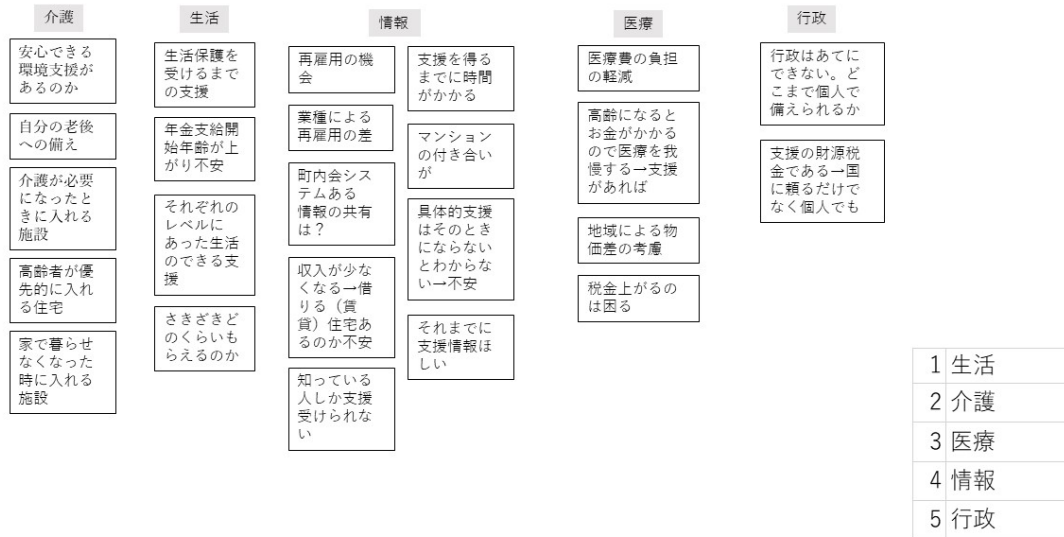 介護
安心できる
環境支援が
あるのか
自分の老後
への備え
介護が必要
になったと
きに入れる
施設
高齢者が優
先的に入れ
る住宅
家で暮らせ
なくなった
時に入れる
施設
生活
生活保護を
受けるまで
の支援
年金支給開
始年齢が上
がり不安
それぞれの
レベルに
あった生活
のできる支
援
さきざきど
のくらいも
らえるのか
情報
再雇用の機
会
業種による
再雇用の差
町内会シス
テムある
情報の共有
は？
収入が少な
くなる→借
りる（賃
貸）住宅あ
るのか不安
知っている
人しか支援
受けられな
い
支援を得る
までに時間
がかかる
マンション
の付き合い
が
具体的支援
はそのとき
にならない
とわからな
い→不安
それまでに
支援情報ほ
しい
医療
医療費の負担
の軽減
高齢になると
お金がかかる
ので医療を我
慢する→支援
があれば
地域による物
価差の考慮
税金上がるの
は困る
行政
行政はあてに
できない。ど
こまで個人で
備えられるか
支援の財源税
金である→国
に頼るだけで
なく個人でも
1 生活
2 介護
3 医療
4 情報
5 行政